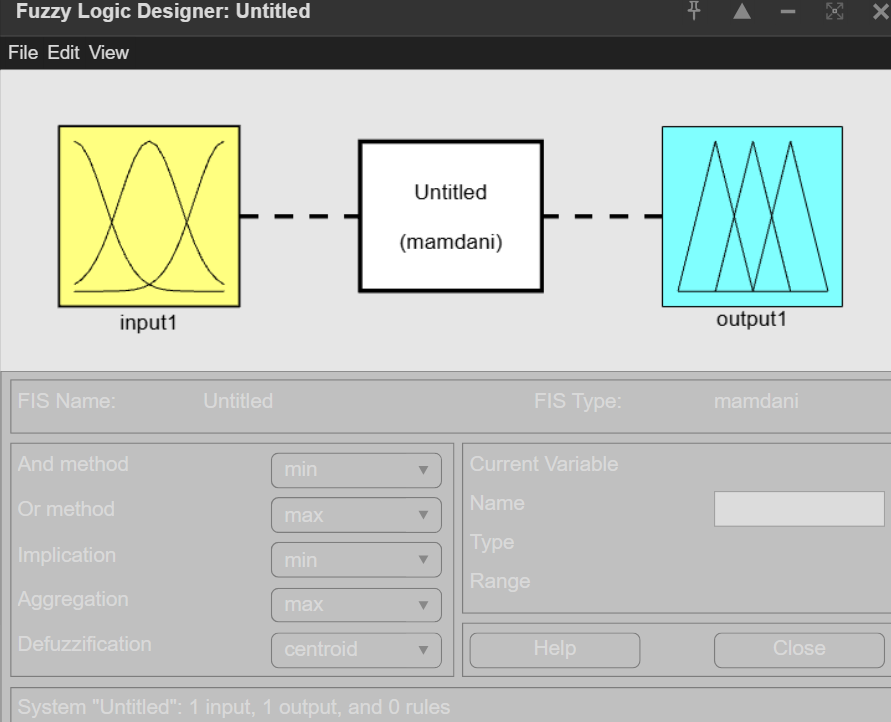 Fuzzy Logic Designer: Untitled
File Edit View
Untitled
(mamdani)
input1
output1
FIS Name: Untitled FIS Type: mamdani
And method min
Or method max
Implication min
Aggregation max
Defuzzification centroid
Current Variable
Name
Type
Range
Help Close
System "Untitled": 1 input, 1 output, and 0 rules